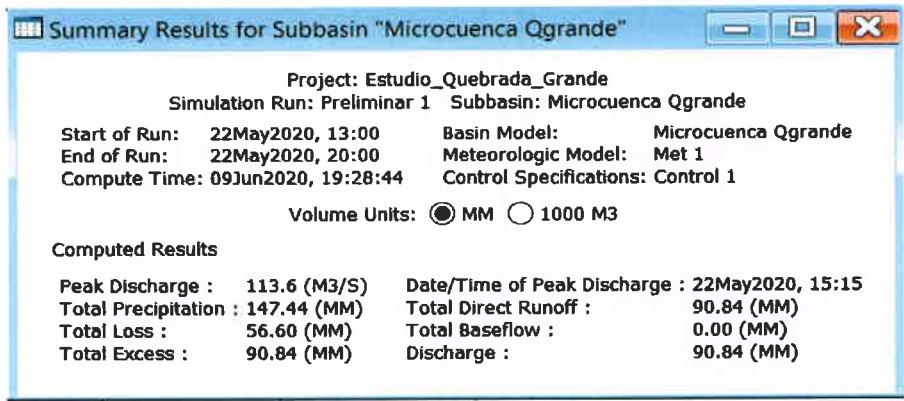 Summary Results for Subbasin "Microcuenca Qgrande"
Project: Estudio_Quebrada_Grande
Simulation Run: Preliminar 1 Subbasin: Microcuenca Qgrande
Start of Run: 22May2020, 13:00 Basin Model: Microcuenca Qgrande
End of Run: 22May2020, 20:00 Meteorologic Model: Met 1
Compute Time: 09Jun2020, 19:28:44 Control Specifications: Control 1
Volume Units: MM 1000 M3
Computed Results
Peak Discharge : 113.6 (M3/S) Date/Time of Peak Discharge : 22May2020, 15:15
Total Precipitation : 147.44 (MM) Total Direct Runoff : 90.84 (MM)
Total Loss : 56.60 (MM) Total Baseflow : 0.00 (MM)
Total Excess : 90.84 (MM) Discharge : 90.84 (MM)